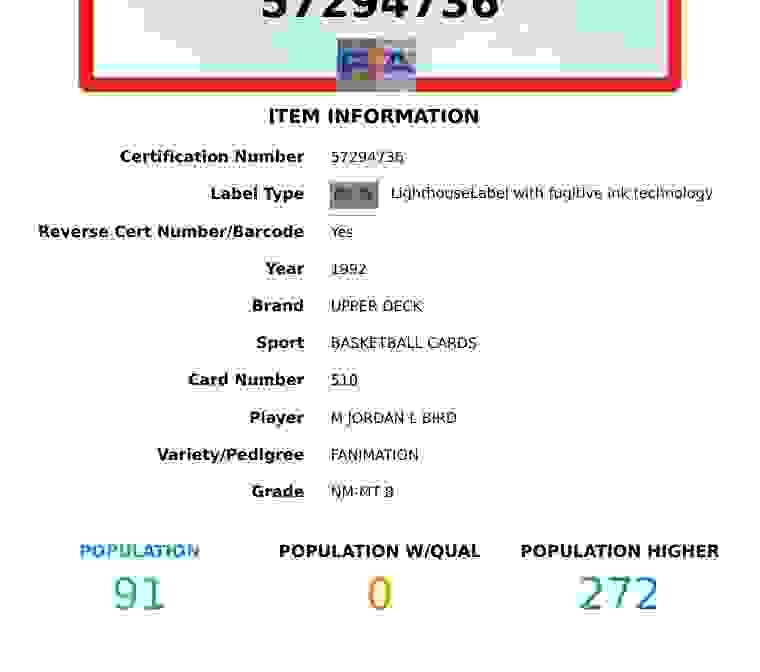 57294736
PSA
ITEM INFORMATION
Certification Number 57294736
Label Type LighthouseLabel with fugitive ink technology
Reverse Cert Number/Barcode Yes
Year 1992
Brand UPPER DECK
Sport BASKETBALL CARDS
Card Number 510
Player M JORDAN L BIRD
Variety/Pedigree FANIMATION
Grade NM-MT 8
POPULATION POPULATION W/QUAL POPULATION HIGHER
91 0 272